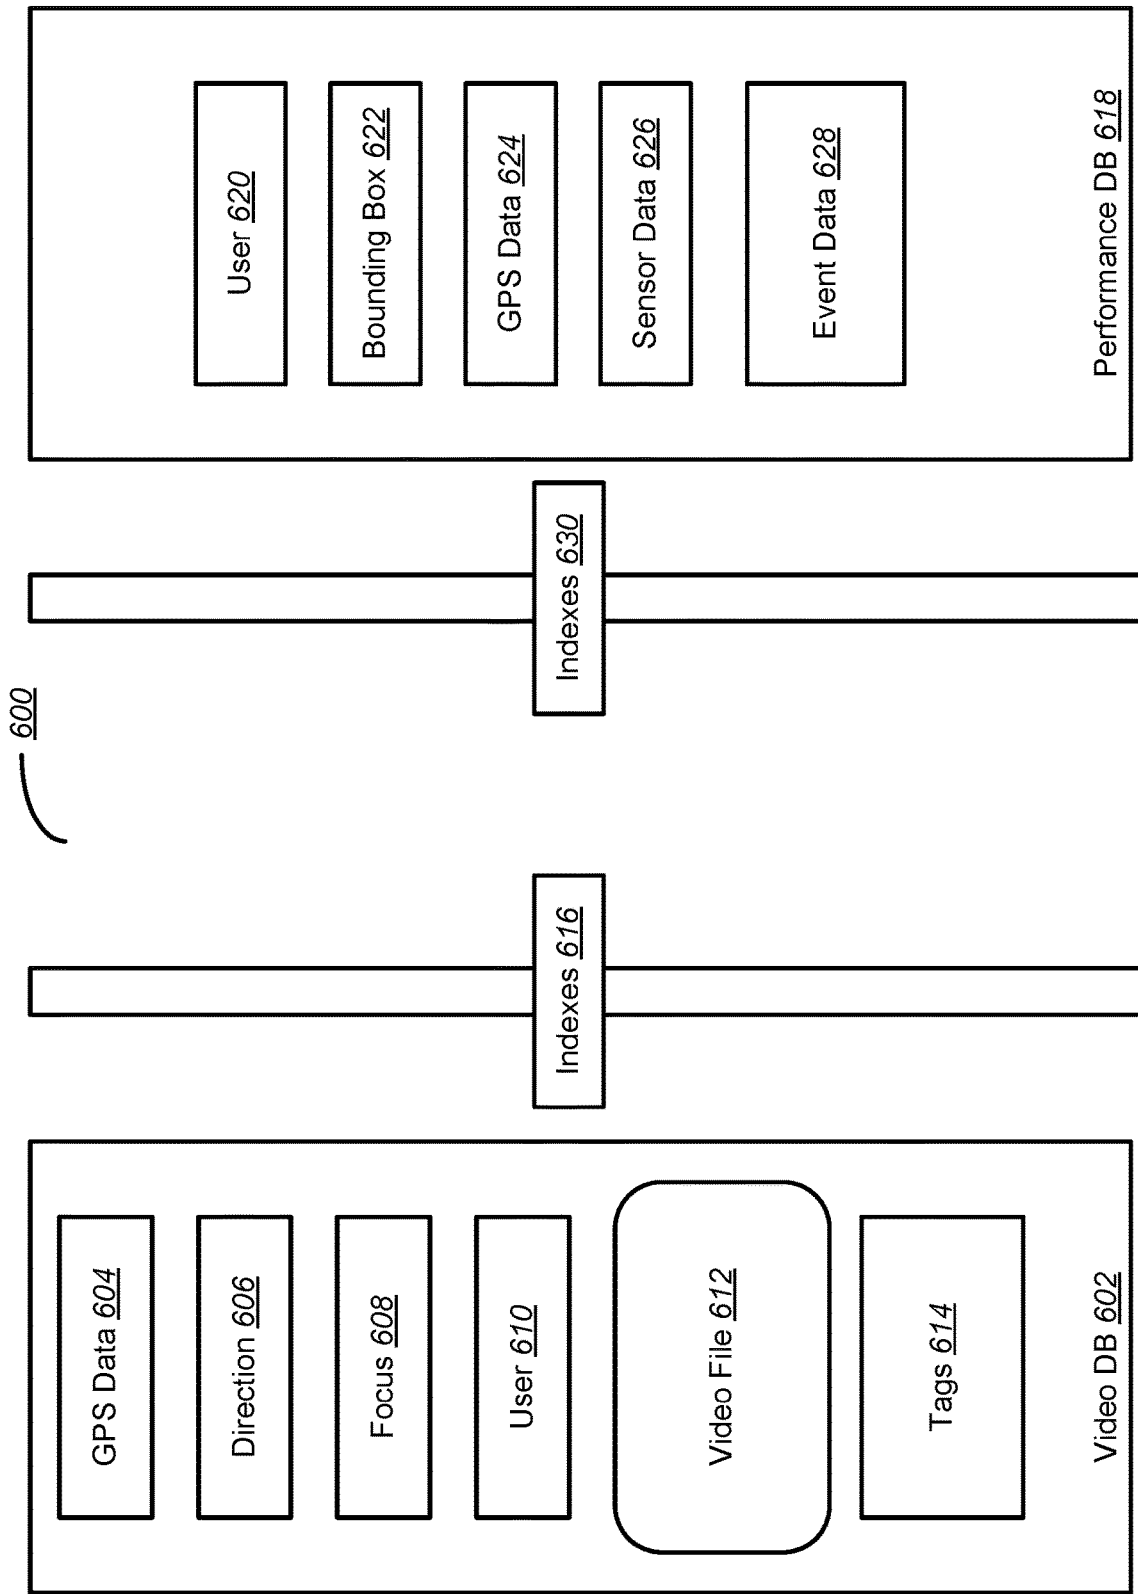 600
GPS Data 604
Direction 606
Focus 608
User 610
Video File 612
Tags 614
Video DB 602
Indexes 616
Indexes 630
User 620
Bounding Box 622
GPS Data 624
Sensor Data 626
Event Data 628
Performance DB 618